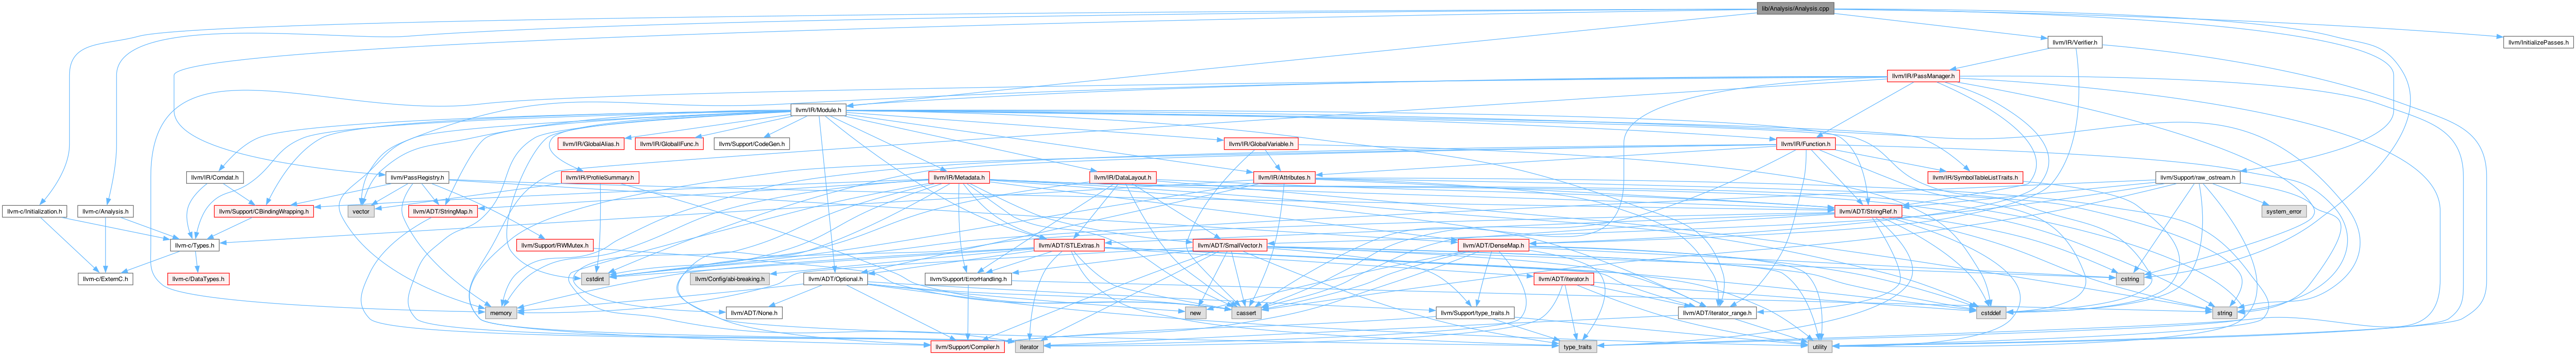 lib/Analysis/Analysis.cpp
llvm/IR/Verifier.h
llvm/InitializePasses.h
llvm/IR/PassManager.h
llvm/IR/Module.h
llvm/IR/GlobalAlias.h
llvm/IR/GlobalIFunc.h
llvm/Support/CodeGen.h
llvm/IR/GlobalVariable.h
llvm/IR/Function.h
llvm/IR/Comdat.h
llvm/PassRegistry.h
llvm/IR/ProfileSummary.h
llvm/IR/Metadata.h
llvm/IR/DataLayout.h
llvm/IR/Attributes.h
llvm/IR/SymbolTableListTraits.h
llvm/Support/raw_ostream.h
llvm-c/Initialization.h
llvm-c/Analysis.h
llvm/Support/CBindingWrapping.h
vector
llvm/ADT/StringMap.h
llvm/ADT/StringRef.h
system_error
llvm-c/Types.h
llvm/Support/RWMutex.h
llvm/ADT/STLExtras.h
llvm/ADT/SmallVector.h
llvm/ADT/DenseMap.h
llvm-c/ExternC.h
llvm-c/DataTypes.h
cstdint
llvm/Config/abi-breaking.h
llvm/ADT/Optional.h
llvm/Support/ErrorHandling.h
llvm/ADT/iterator.h
cstring
memory
llvm/ADT/None.h
new
cassert
llvm/Support/type_traits.h
llvm/ADT/iterator_range.h
cstddef
string
llvm/Support/Compiler.h
iterator
type_traits
utility